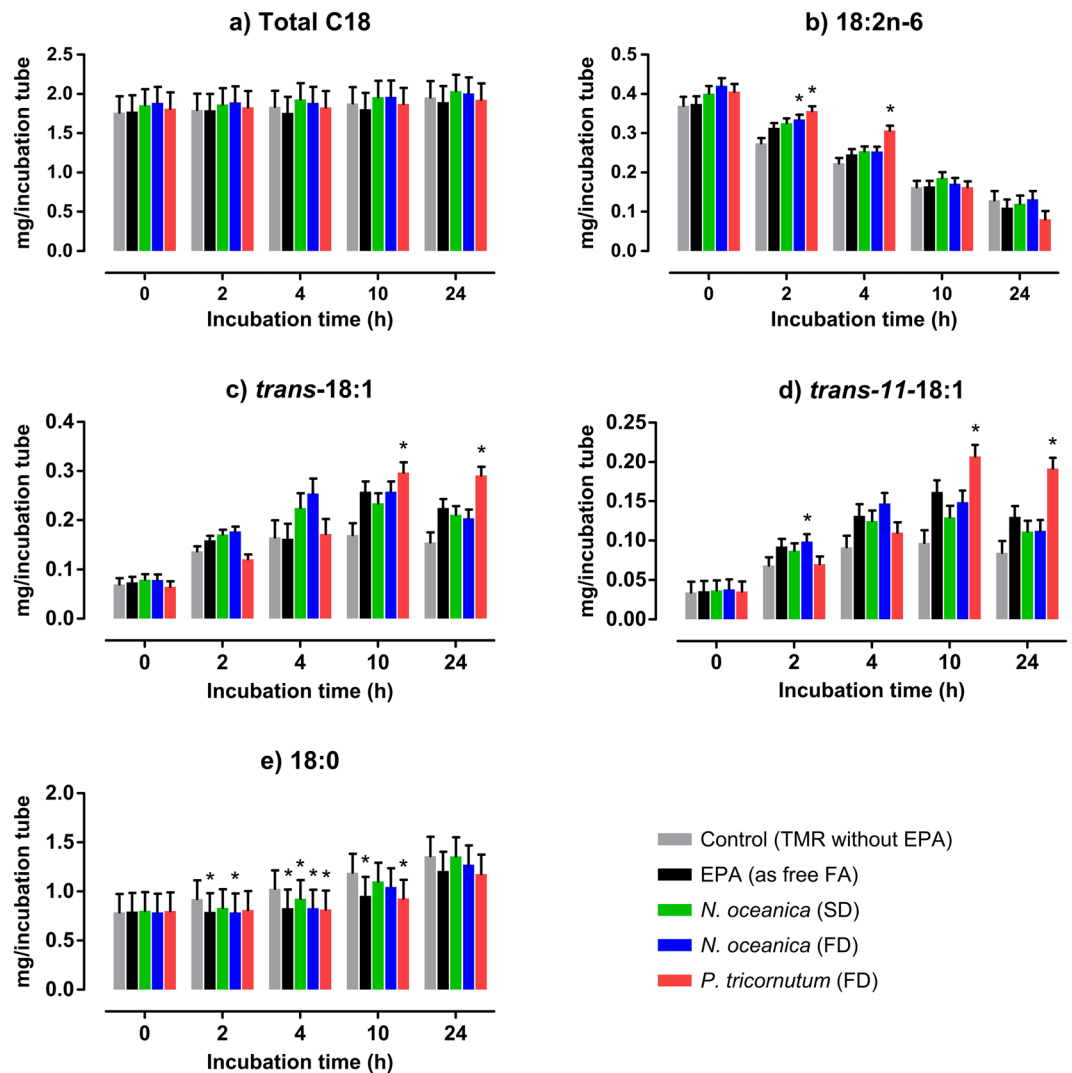 a) Total C18
mg/incubation tube
2.5
2.0
1.5
1.0
0.5
0.0
0 2 4 10 24
Incubation time (h)
b) 18:2n-6
mg/incubation tube
0.5
0.4
0.3
0.2
0.1
0.0
* *
*
0 2 4 10 24
Incubation time (h)
c) trans-18:1
mg/incubation tube
0.4
0.3
0.2
0.1
0.0
* *
0 2 4 10 24
Incubation time (h)
d) trans-11-18:1
mg/incubation tube
0.25
0.20
0.15
0.10
0.05
0.00
* * *
0 2 4 10 24
Incubation time (h)
e) 18:0
mg/incubation tube
2.0
1.5
1.0
0.5
0.0
* * * * * * * *
0 2 4 10 24
Incubation time (h)
Control (TMR without EPA)
EPA (as free FA)
N. oceanica (SD)
N. oceanica (FD)
P. tricornutum (FD)